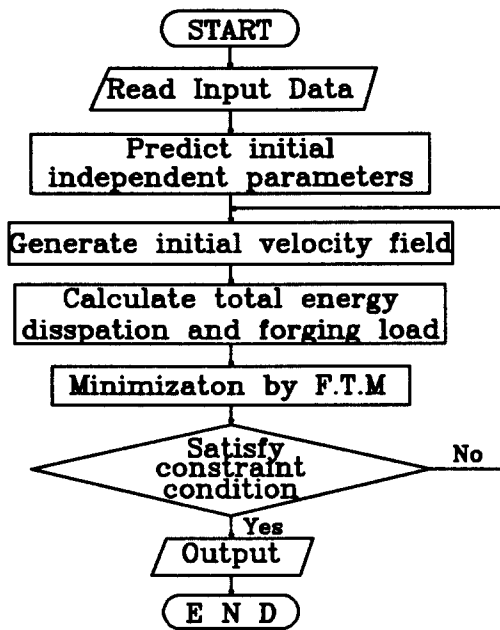 START
Read Input Data
Predict initial
independent parameters
Generate initial velocity field
Calculate total energy
disspation and forging load
Minimizaton by F.T.M
Satisfy
constraint
condition
No
Yes
Output
E N D